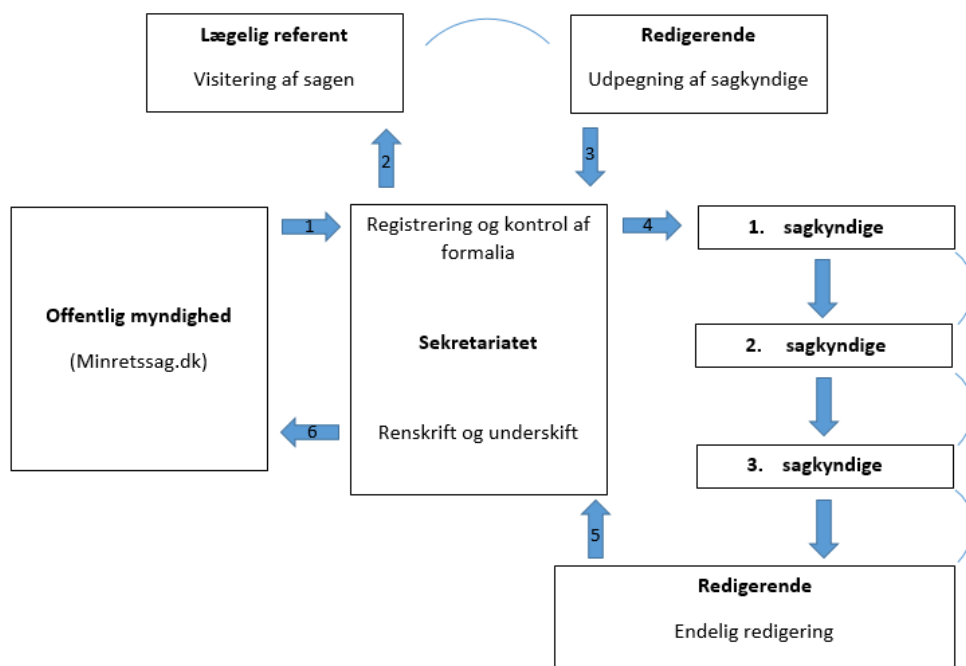 Lægelig referent
Visitering af sagen
Redigerende
Udpegning af sagkyndige
2
3
Offentlig myndighed
(Minretssag.dk)
1
Registrering og kontrol af
formalia
Sekretariatet
Renskrift og underskift
6
4
1. sagkyndige
2. sagkyndige
3. sagkyndige
5
Redigerende
Endelig redigering